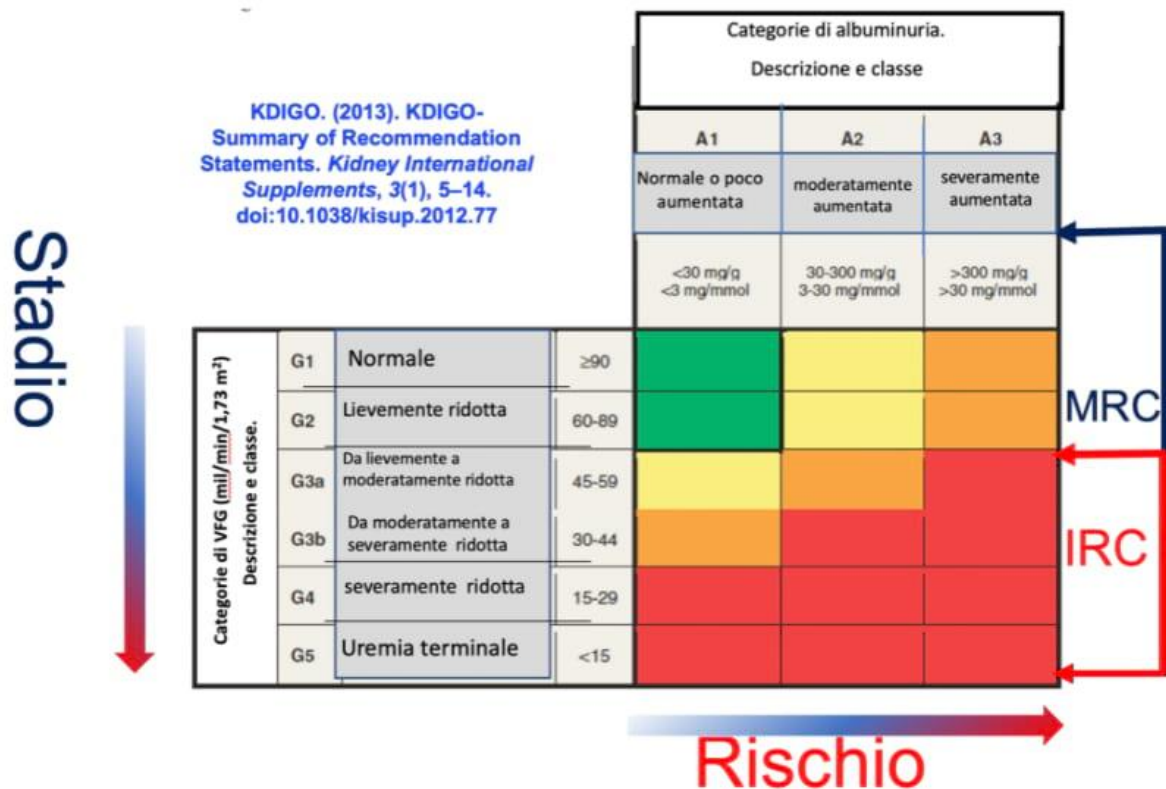 Categorie di albuminuria.
Descrizione e classe
KDIGO. (2013). KDIGO-
Summary of Recommendation
Statements. Kidney International
Supplements, 3(1), 5–14.
doi:10.1038/kisup.2012.77
A1
A2
A3
Normale o poco
aumentata
moderatamente
aumentata
severamente
aumentata
<30 mg/g
<3 mg/mmol
30-300 mg/g
3-30 mg/mmol
>300 mg/g
>30 mg/mmol
Stadio
Categorie di VFG (mil/min/1,73 m²)
Descrizione e classe.
G1
Normale
≥90
G2
Lievemente ridotta
60-89
G3a
Da lievemente a
moderatamente ridotta
45-59
G3b
Da moderatamente a
severamente ridotta
30-44
G4
severamente ridotta
15-29
G5
Uremia terminale
<15
MRC
IRC
Rischio